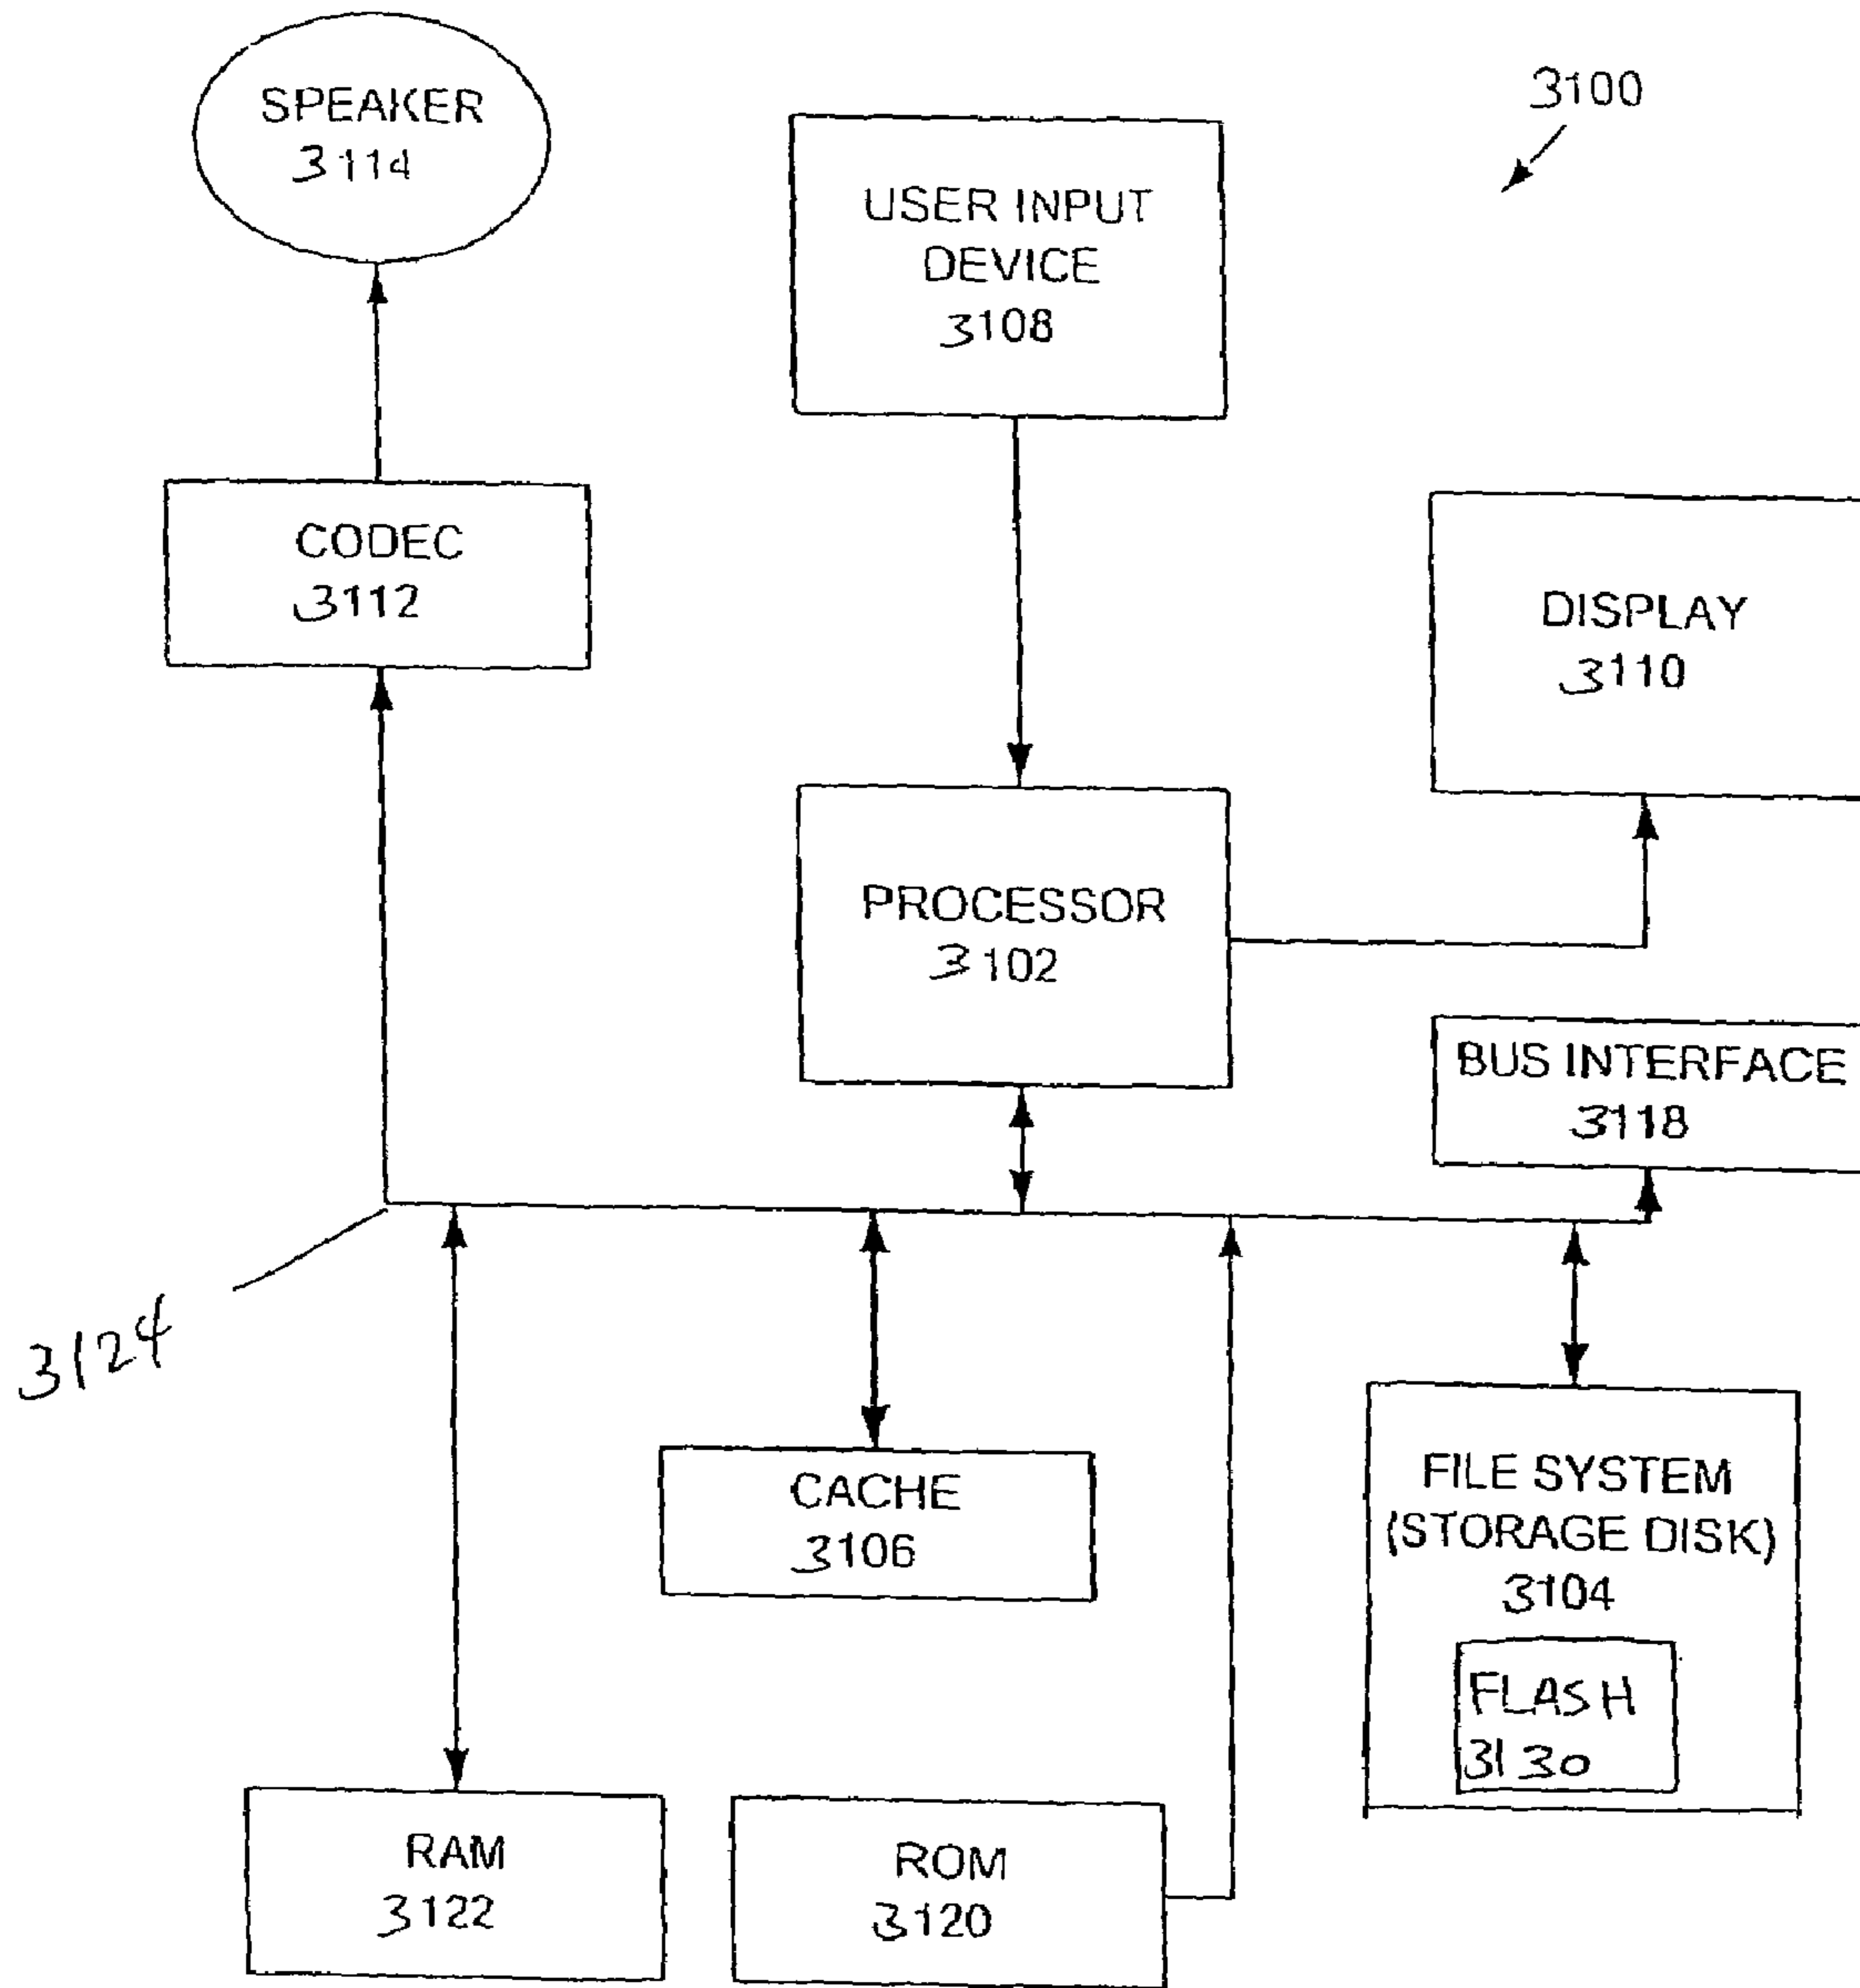 SPEAKER
3114
3100
USER INPUT
DEVICE
3108
CODEC
3112
DISPLAY
3110
PROCESSOR
3102
BUS INTERFACE
3118
3124
CACHE
3106
FILE SYSTEM
(STORAGE DISK)
3104
FLASH
3130
RAM
3122
ROM
3120